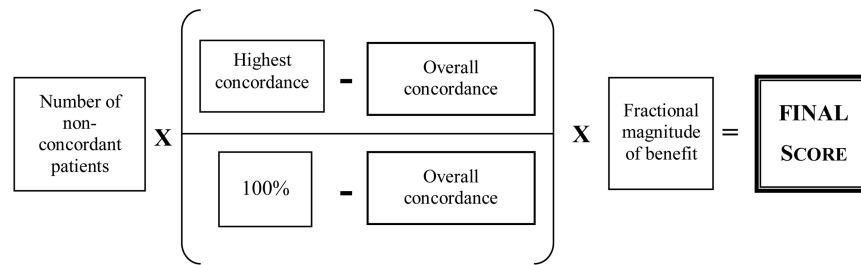 Number of
non-
concordant
patients
X
Highest
concordance
-
Overall
concordance
100%
-
Overall
concordance
X
Fractional
magnitude
of benefit
=
FINAL
SCORE